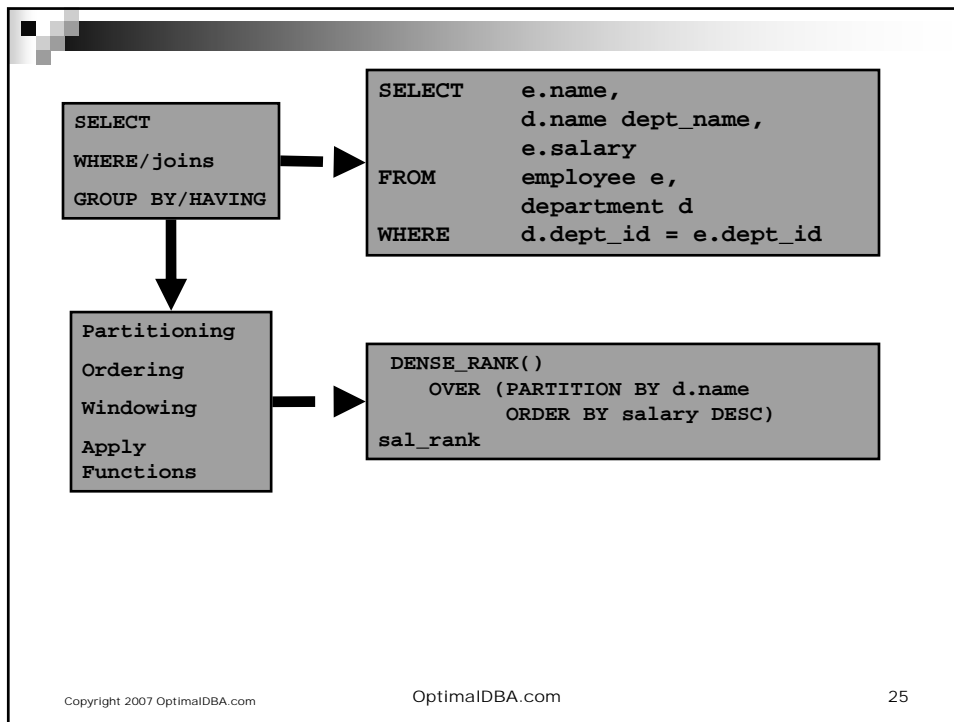 SELECT
WHERE/joins
GROUP BY/HAVING
SELECT e.name,
d.name dept_name,
e.salary
FROM employee e,
department d
WHERE d.dept_id = e.dept_id
Partitioning
Ordering
Windowing
Apply
Functions
DENSE_RANK()
OVER (PARTITION BY d.name
ORDER BY salary DESC)
sal_rank
Copyright 2007 OptimalDBA.com
OptimalDBA.com
25